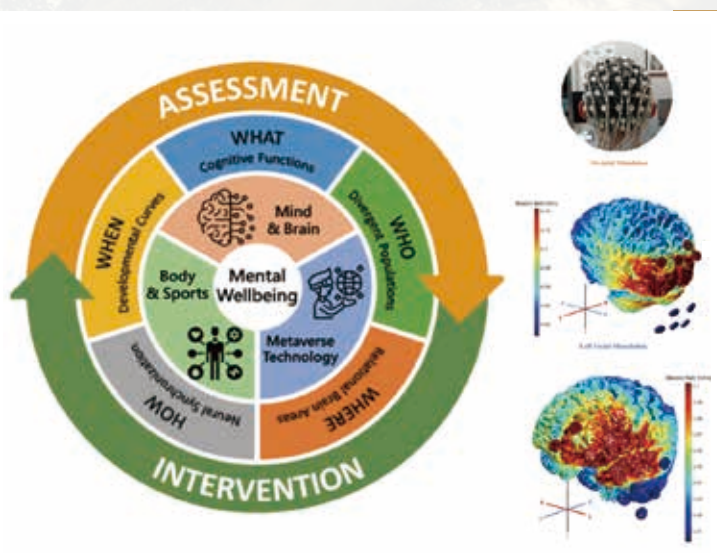 ASSESSMENT
WHAT
Cognitive Functions
WHEN
Developmental Curves
WHO
Divergent Populations
Mind
& Brain
Body
& Sports
Mental
Wellbeing
Metaverse
Technology
HOW
Neural Synchronization
WHERE
Relational Brain Areas
INTERVENTION